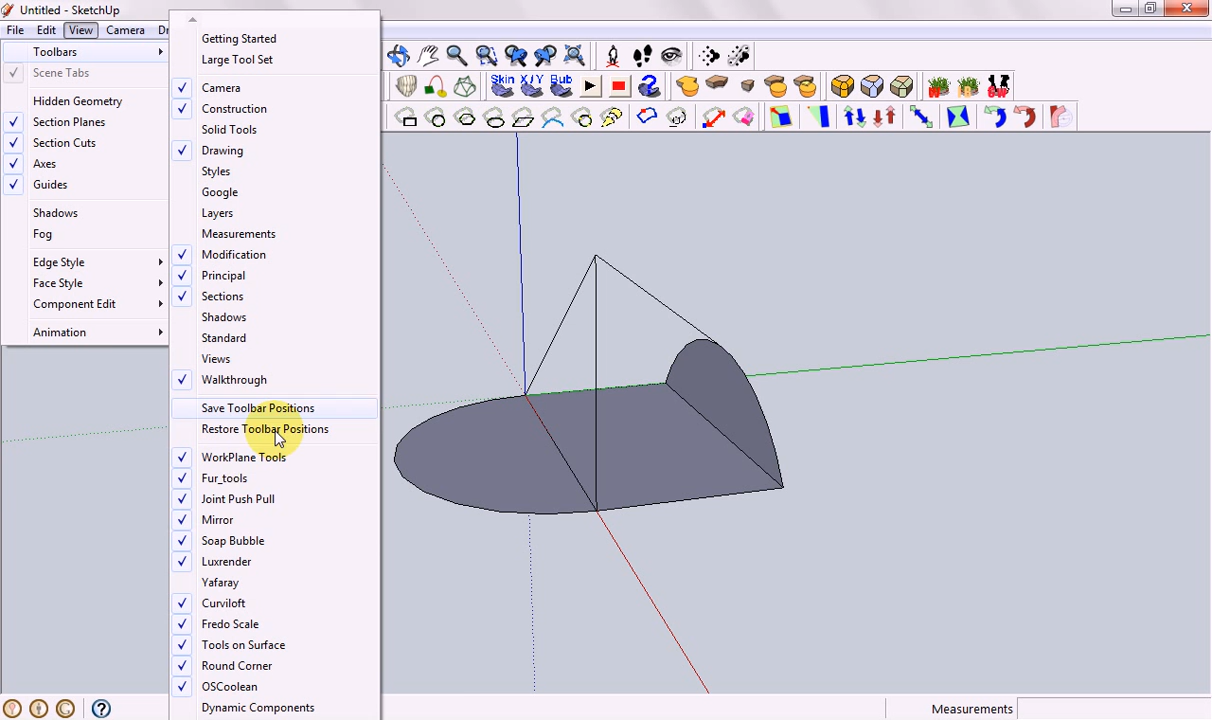 Untitled - SketchUp
File Edit View Camera Dr
Toolbars
Scene Tabs
Hidden Geometry
Section Planes
Section Cuts
Axes
Guides
Shadows
Fog
Edge Style
Face Style
Component Edit
Animation
Getting Started
Large Tool Set
Camera
Construction
Solid Tools
Drawing
Styles
Google
Layers
Measurements
Modification
Principal
Sections
Shadows
Standard
Views
Walkthrough
Save Toolbar Positions
Restore Toolbar Positions
WorkPlane Tools
Fur_tools
Joint Push Pull
Mirror
Soap Bubble
Luxrender
Yafaray
Curviloft
Fredo Scale
Tools on Surface
Round Corner
OSCoolean
Dynamic Components
Skin X/Y Bub
Measurements